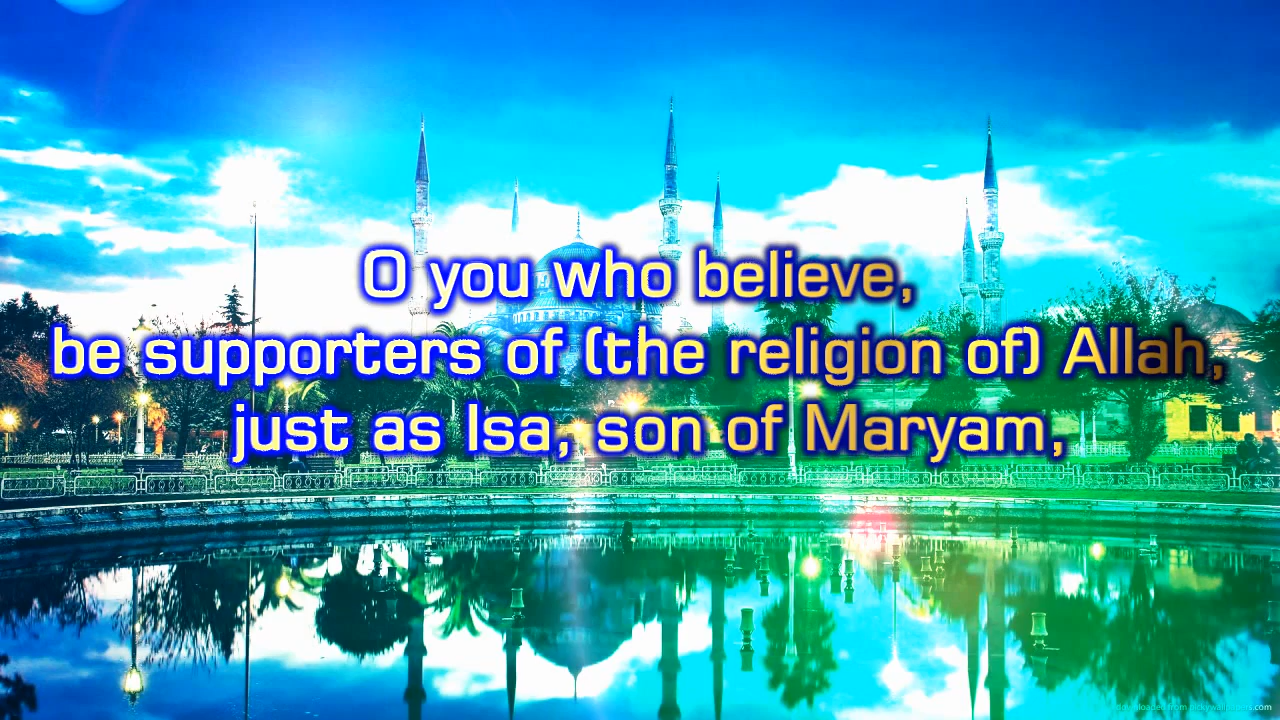 O you who believe,
be supporters of (the religion of) Allah,
just as Isa, son of Maryam,